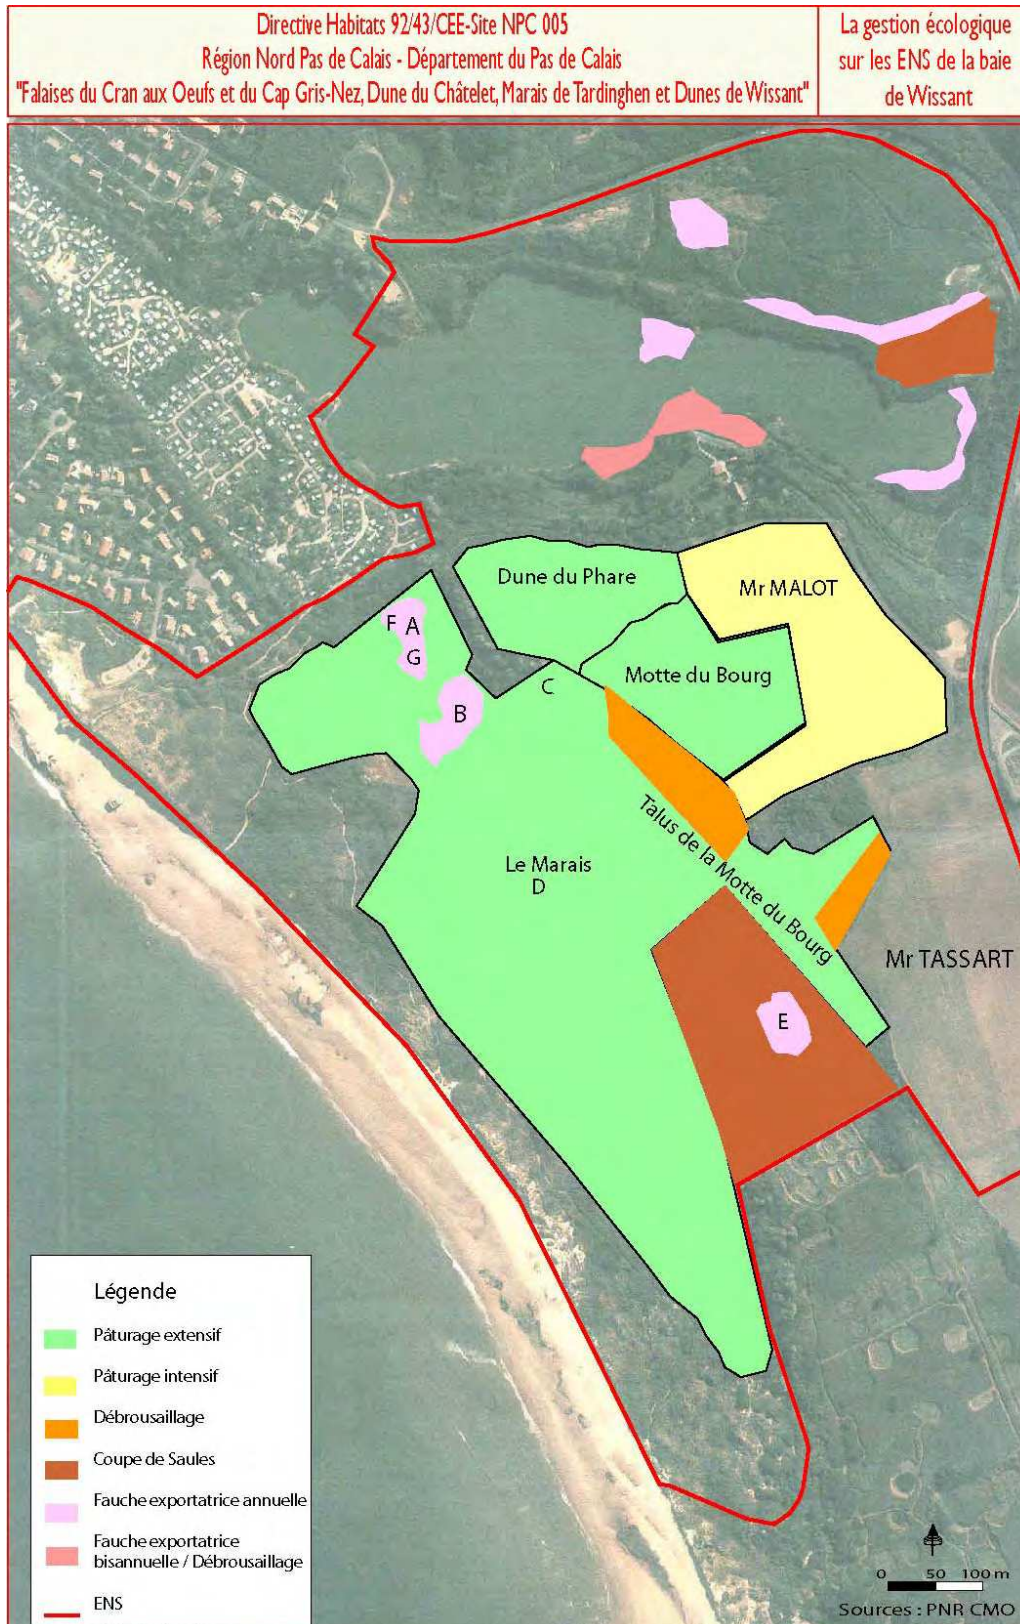 Directive Habitats 92/43/CEE-Site NPC 005
Région Nord Pas de Calais - Département du Pas de Calais
"Falaises du Cran aux Oeufs et du Cap Gris-Nez, Dune du Châtelet, Marais de Tardinghen et Dunes de Wissant"
La gestion écologique
sur les ENS de la baie
de Wissant
Dune du Phare
Mr MALOT
F A
G
Motte du Bourg
C
B
Talus de la Motte du Bourg
Le Marais
D
Mr TASSART
E
Légende
Pâturage extensif
Pâturage intensif
Débrousaillage
Coupe de Saules
Fauche exportatrice annuelle
Fauche exportatrice
bisannuelle / Débrousaillage
ENS
0 50 100 m
Sources : PNR CMO